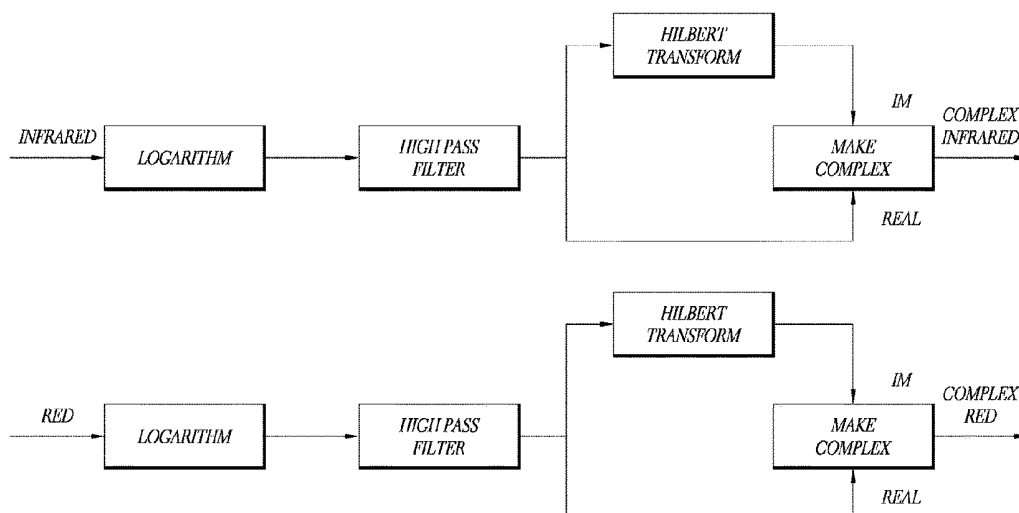 HILBERT
TRANSFORM
IM
COMPLEX
INFRARED
INFRARED
LOGARITHM
HIGH PASS
FILTER
MAKE
COMPLEX
REAL
HILBERT
TRANSFORM
IM
COMPLEX
RED
RED
LOGARITHM
HIGH PASS
FILTER
MAKE
COMPLEX
REAL